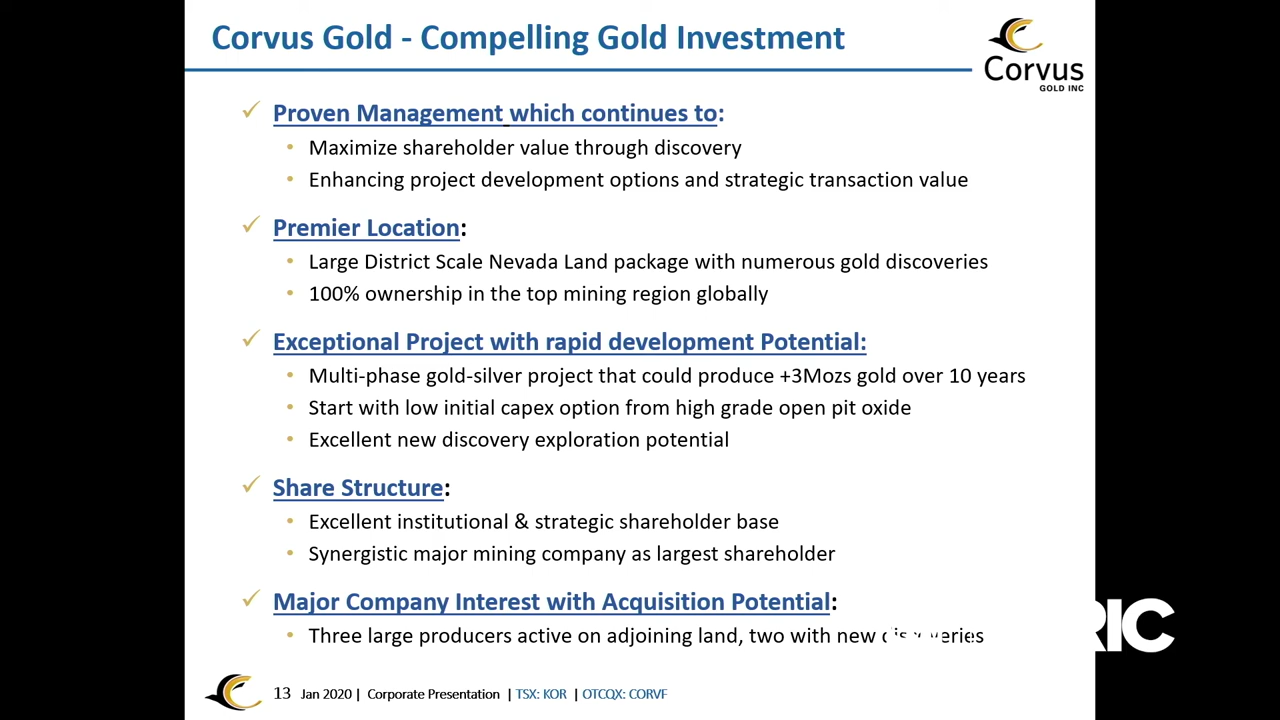 Corvus Gold - Compelling Gold Investment
Corvus
GOLD INC
✓ Proven Management which continues to:
• Maximize shareholder value through discovery
• Enhancing project development options and strategic transaction value
✓ Premier Location:
• Large District Scale Nevada Land package with numerous gold discoveries
• 100% ownership in the top mining region globally
✓ Exceptional Project with rapid development Potential:
• Multi-phase gold-silver project that could produce +3Mozs gold over 10 years
• Start with low initial capex option from high grade open pit oxide
• Excellent new discovery exploration potential
✓ Share Structure:
• Excellent institutional & strategic shareholder base
• Synergistic major mining company as largest shareholder
✓ Major Company Interest with Acquisition Potential:
• Three large producers active on adjoining land, two with new discoveries
RIC
13 Jan 2020 | Corporate Presentation | TSX: KOR | OTCQX: CORVF